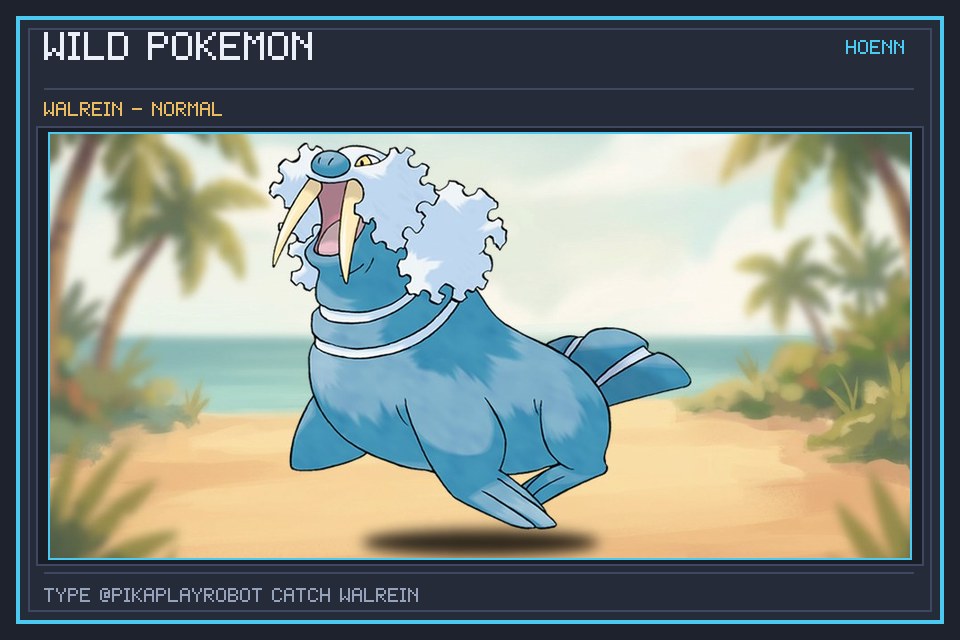 WILD POKEMON
HOENN
WALREIN - NORMAL
TYPE @PIKAPLAYROBOT CATCH WALREIN